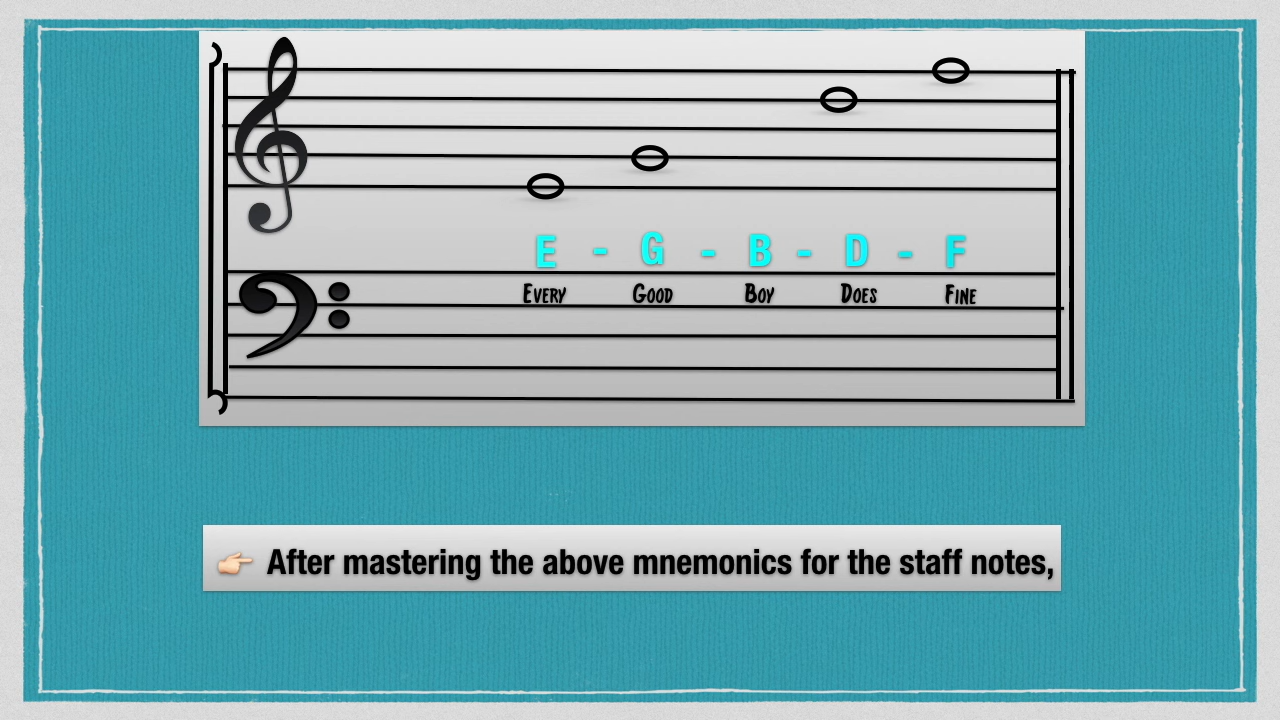 E - G - B - D - F
Every Good Boy Does Fine
👉🏻 After mastering the above mnemonics for the staff notes,